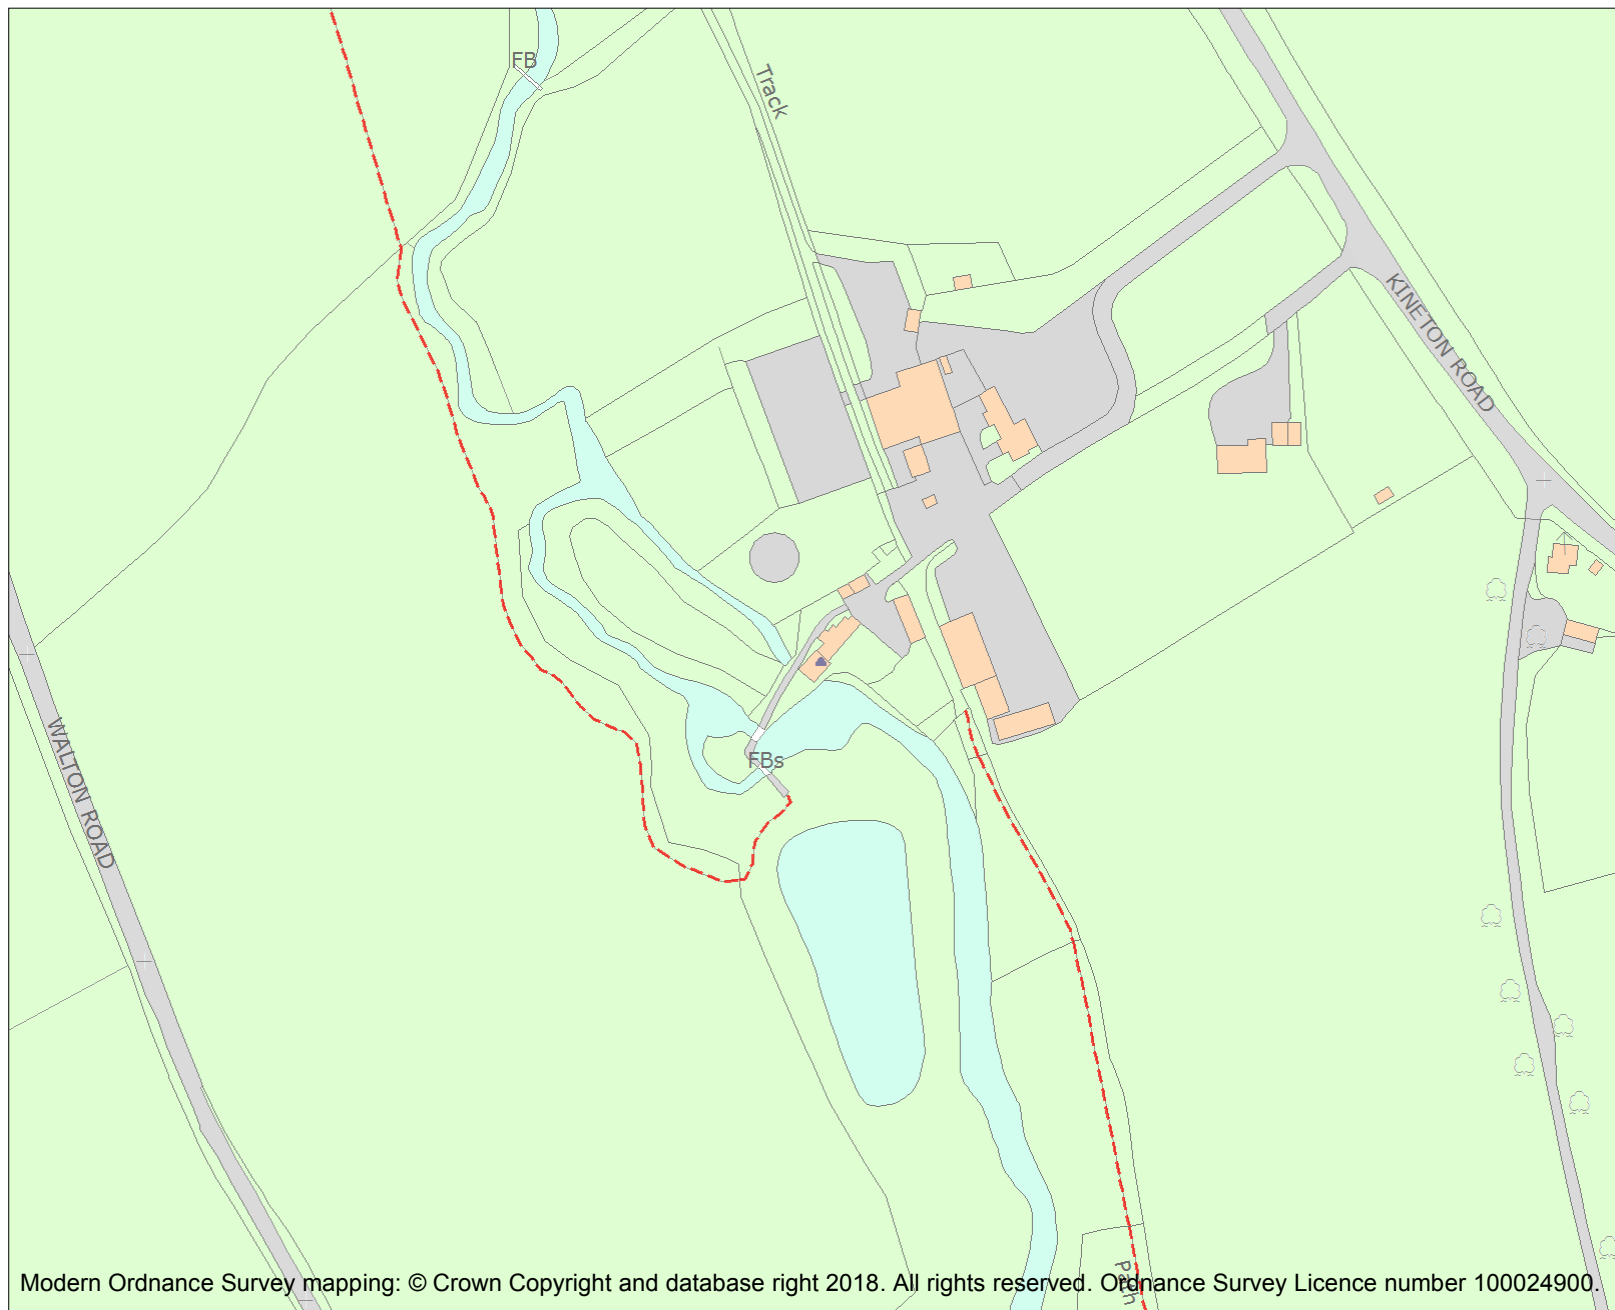 FB
Track
KINETON ROAD
WALTON ROAD
FBs
Path
Modern Ordnance Survey mapping: © Crown Copyright and database right 2018. All rights reserved. Ordnance Survey Licence number 100024900.